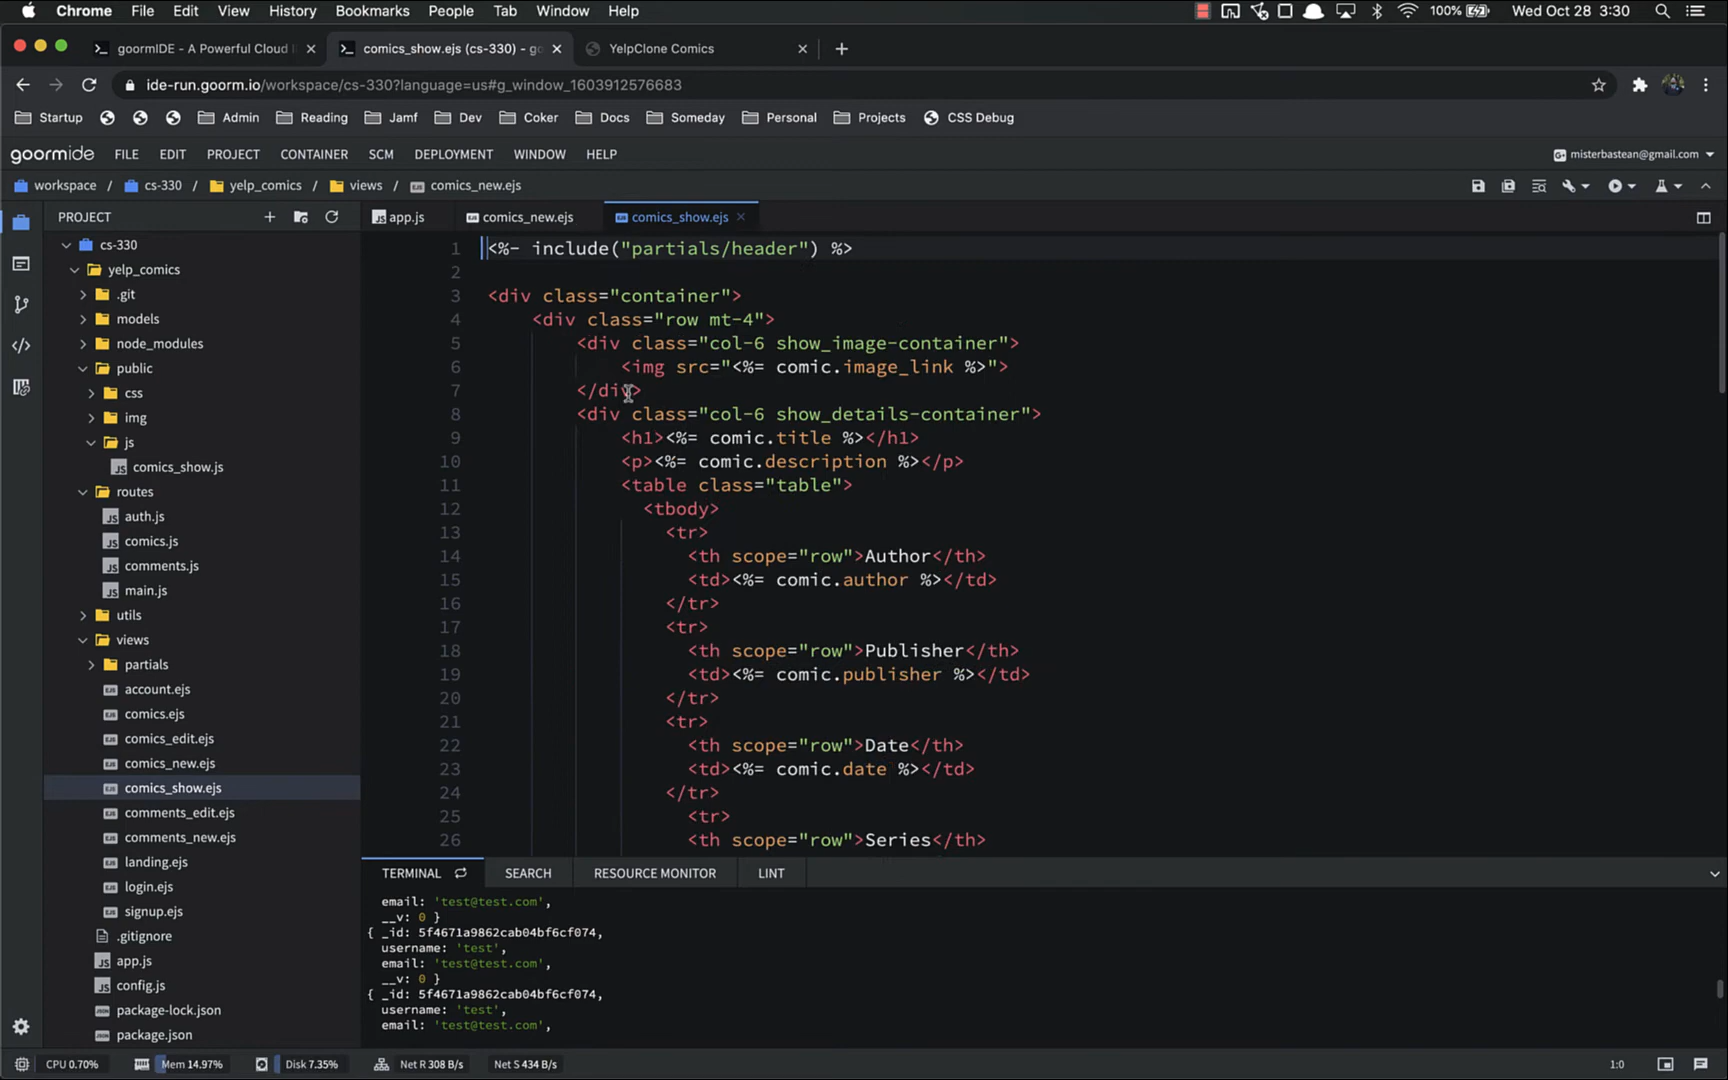 Chrome File Edit View History Bookmarks People Tab Window Help 100% Wed Oct 28 3:30
goormIDE - A Powerful Cloud I
comics_show.ejs (cs-330) - go
YelpClone Comics
ide-run.goorm.io/workspace/cs-330?language=us#g_window_1603912576683
Startup Admin Reading Jamf Dev Coker Docs Someday Personal Projects CSS Debug
goormide FILE EDIT PROJECT CONTAINER SCM DEPLOYMENT WINDOW HELP misterbastean@gmail.com
workspace / cs-330 / yelp_comics / views / comics_new.ejs
PROJECT
app.js comics_new.ejs comics_show.ejs
cs-330
yelp_comics
.git
models
node_modules
public
css
img
js
comics_show.js
routes
auth.js
comics.js
comments.js
main.js
utils
views
partials
account.ejs
comics.ejs
comics_edit.ejs
comics_new.ejs
comics_show.ejs
comments_edit.ejs
comments_new.ejs
landing.ejs
login.ejs
signup.ejs
.gitignore
app.js
config.js
package-lock.json
package.json
1 <%- include("partials/header") %>
2
3 <div class="container">
4 <div class="row mt-4">
5 <div class="col-6 show_image-container">
6 <img src="<%= comic.image_link %>">
7 </div>
8 <div class="col-6 show_details-container">
9 <h1><%= comic.title %></h1>
10 <p><%= comic.description %></p>
11 <table class="table">
12 <tbody>
13 <tr>
14 <th scope="row">Author</th>
15 <td><%= comic.author %></td>
16 </tr>
17 <tr>
18 <th scope="row">Publisher</th>
19 <td><%= comic.publisher %></td>
20 </tr>
21 <tr>
22 <th scope="row">Date</th>
23 <td><%= comic.date %></td>
24 </tr>
25 <tr>
26 <th scope="row">Series</th>
TERMINAL SEARCH RESOURCE MONITOR LINT
email: 'test@test.com',
__v: 0 }
{ _id: 5f4671a9862cab04bf6cf074,
username: 'test',
email: 'test@test.com',
__v: 0 }
{ _id: 5f4671a9862cab04bf6cf074,
username: 'test',
email: 'test@test.com',
CPU 0.70% Mem 14.97% Disk 7.35% Net R 308 B/s Net S 434 B/s 1:0